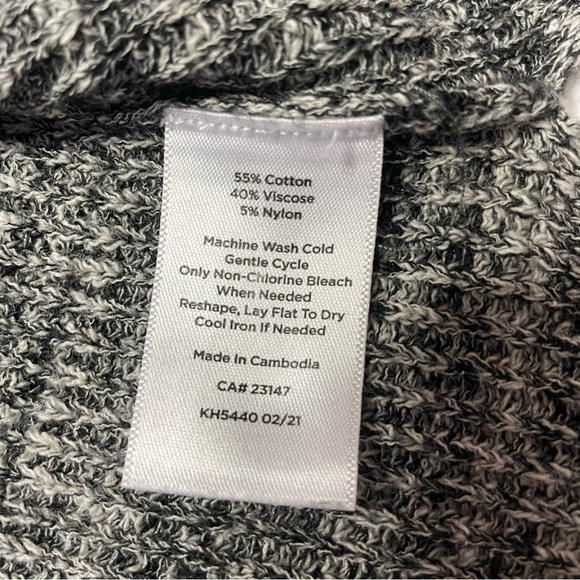 55% Cotton
40% Viscose
5% Nylon
Machine Wash Cold
Gentle Cycle
Only Non-Chlorine Bleach
When Needed
Reshape, Lay Flat To Dry
Cool Iron If Needed
Made In Cambodia
CA# 23147
KH5440 02/21